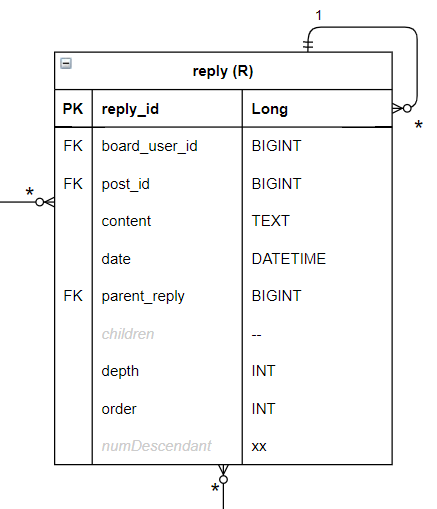 1
reply (R)
PK reply_id Long
*
FK board_user_id BIGINT
FK post_id BIGINT
*
content TEXT
date DATETIME
FK parent_reply BIGINT
children --
depth INT
order INT
numDescendant xx
*